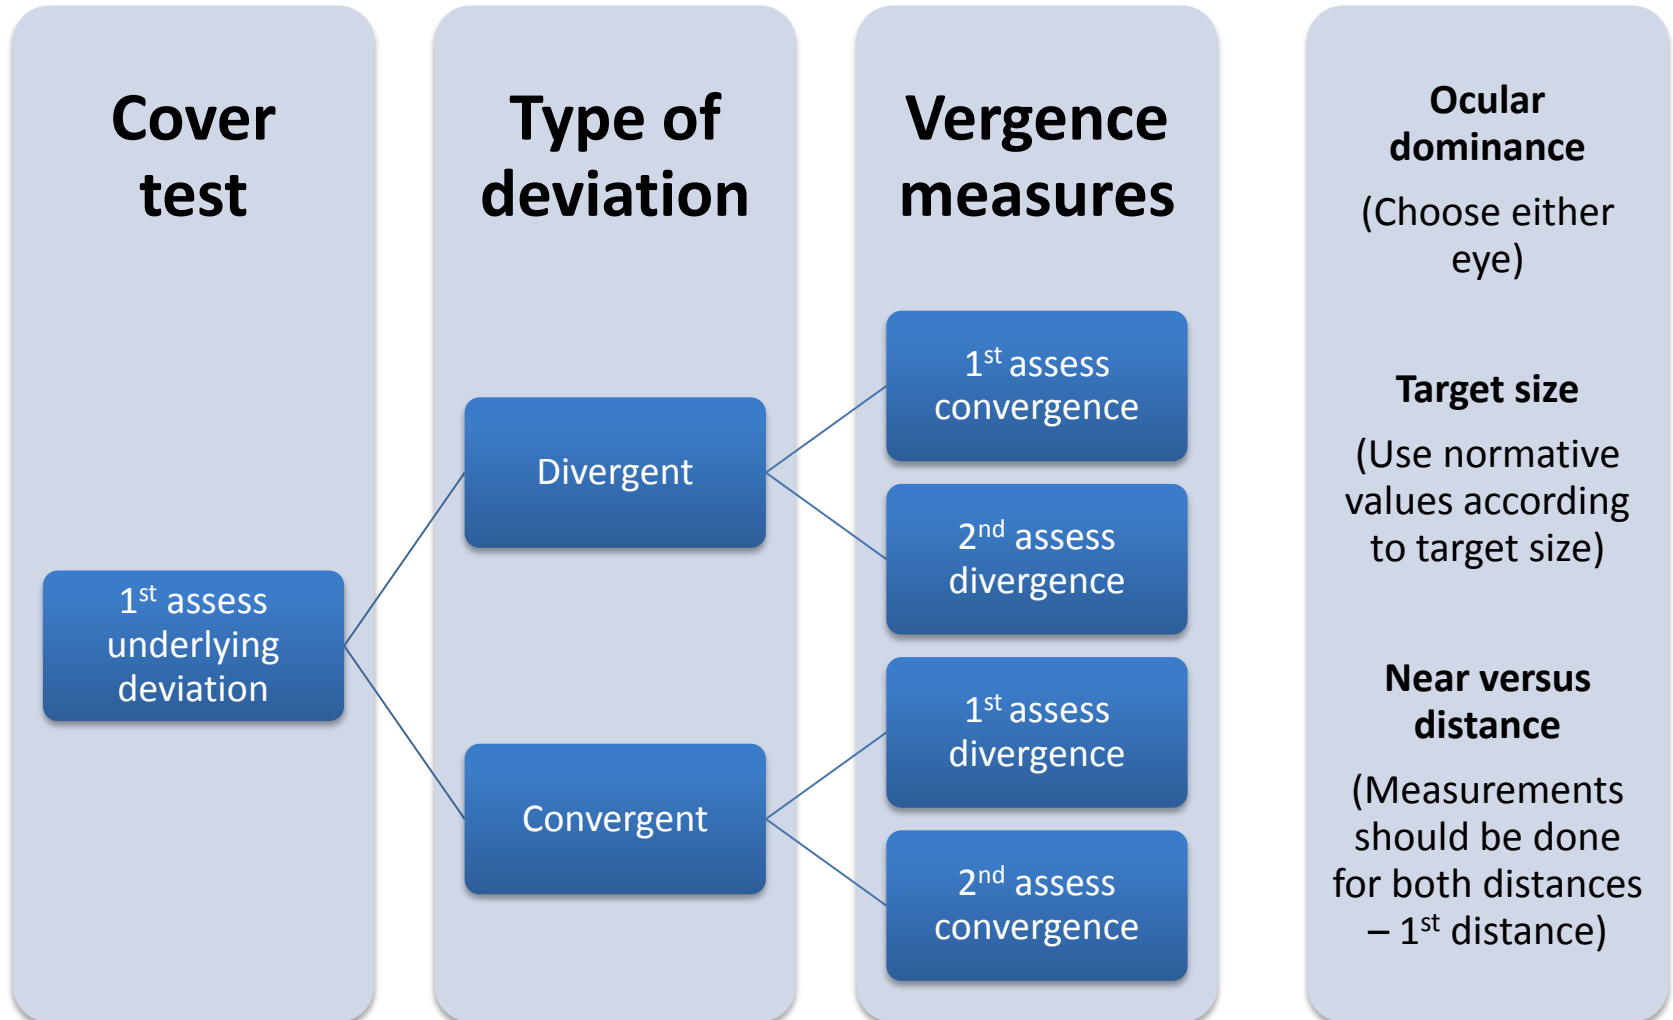 Cover
test
1st assess
underlying
deviation
Type of
deviation
Divergent
Convergent
Vergence
measures
1st assess
convergence
2nd assess
divergence
1st assess
divergence
2nd assess
convergence
Ocular
dominance
(Choose either
eye)
Target size
(Use normative
values according
to target size)
Near versus
distance
(Measurements
should be done
for both distances
– 1st distance)